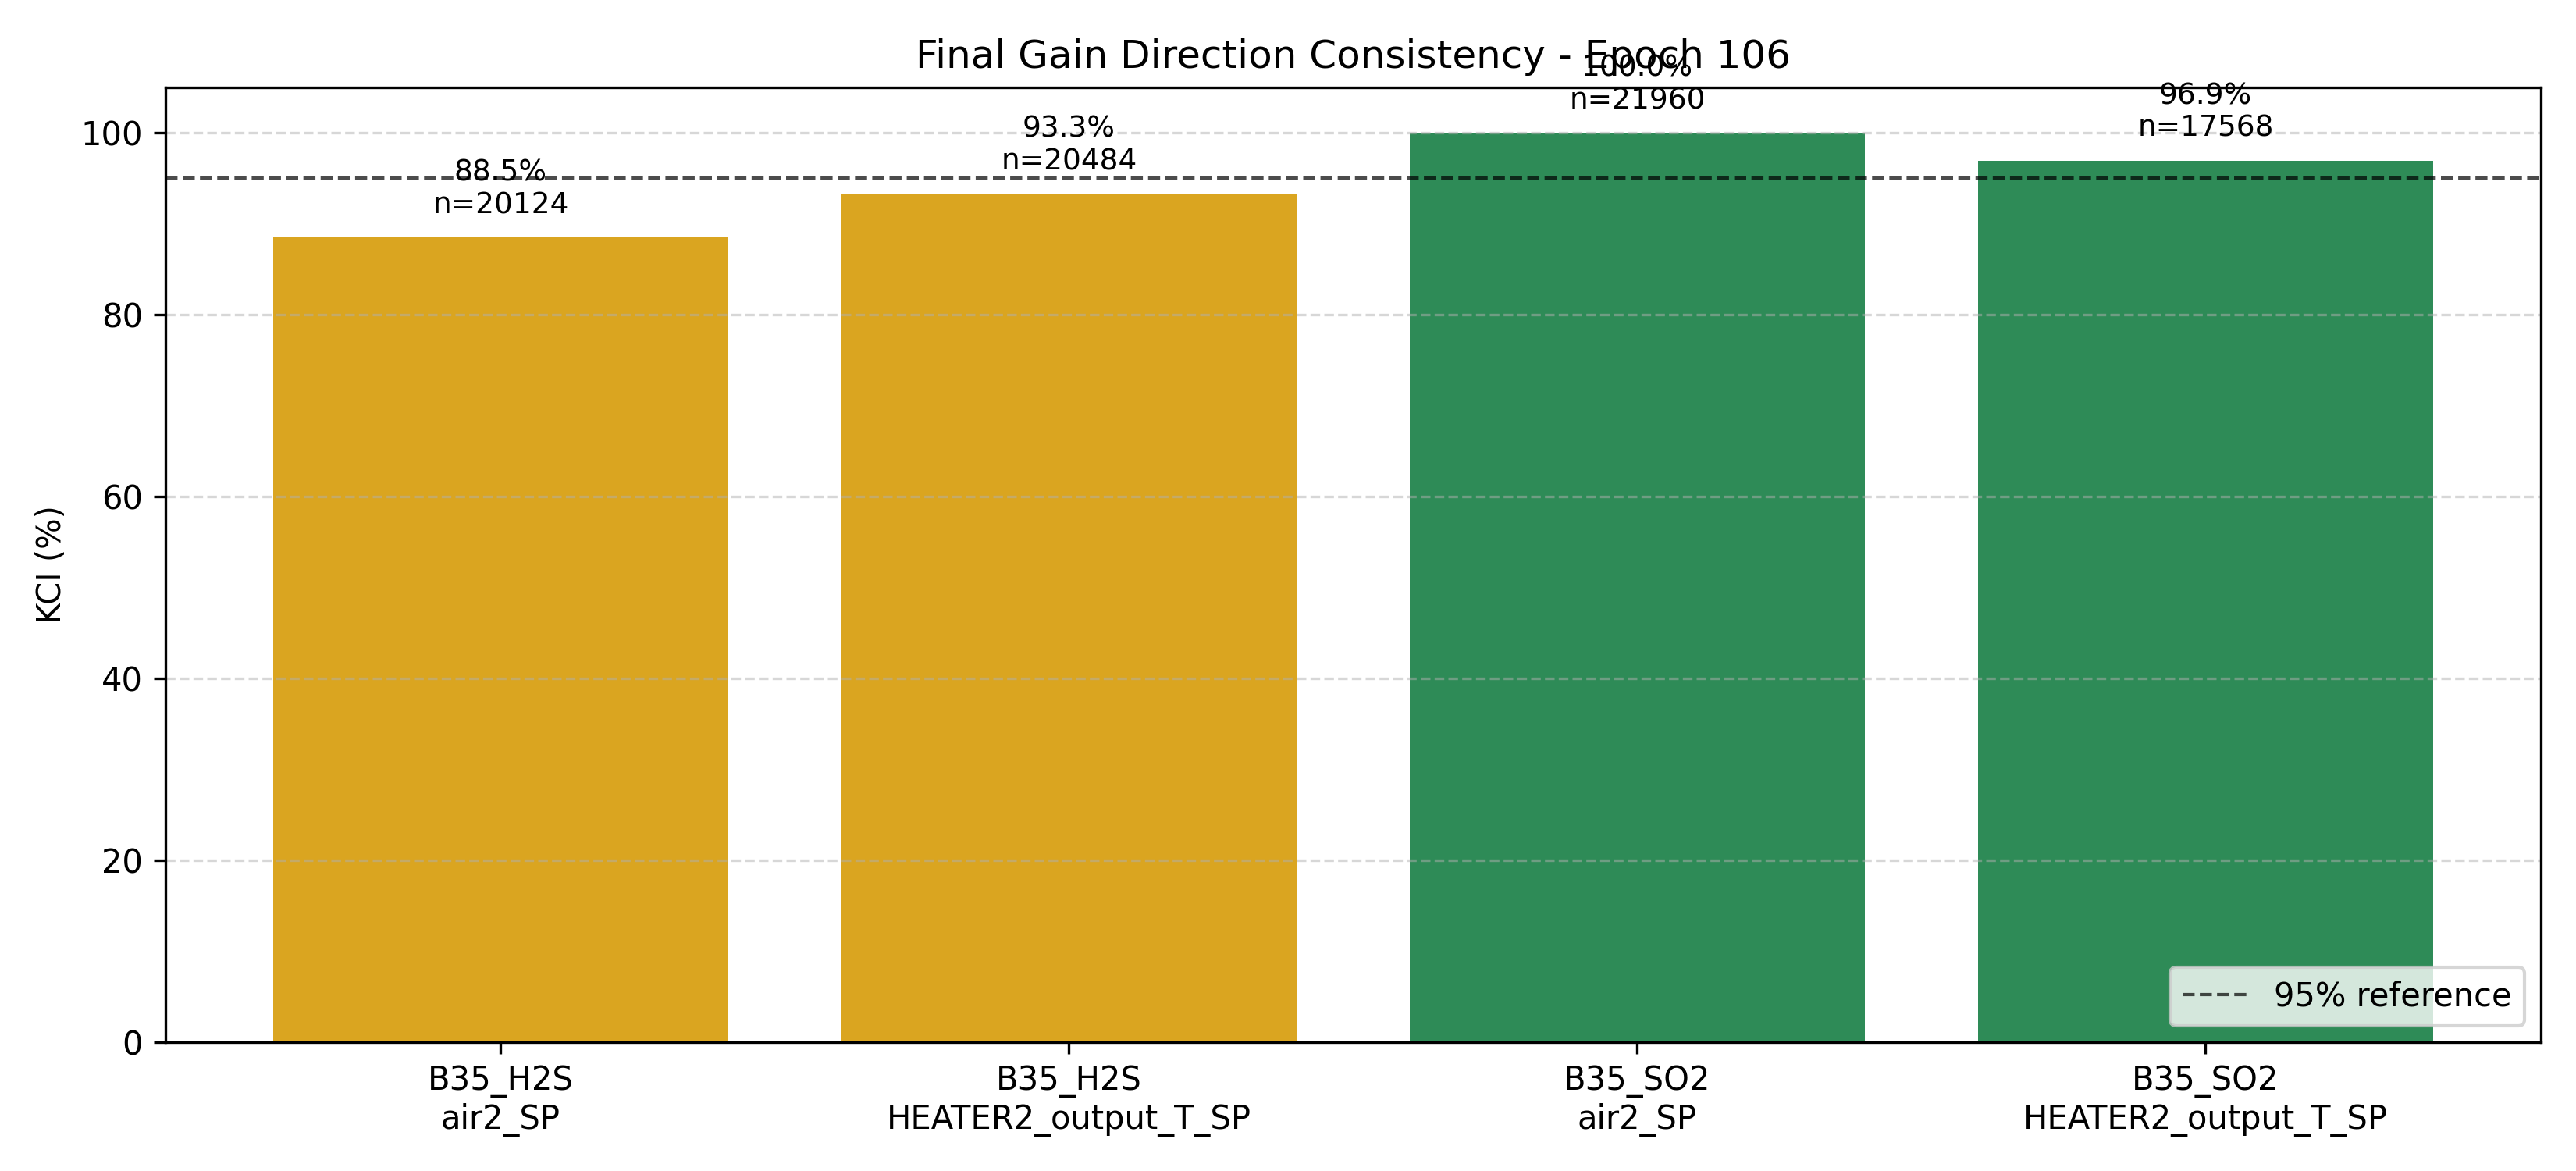 Final Gain Direction Consistency - Epoch 106
KCI (%)
100
80
60
40
20
0
88.5%
n=20124
93.3%
n=20484
100.0%
n=21960
96.9%
n=17568
95% reference
B35_H2S
air2_SP
B35_H2S
HEATER2_output_T_SP
B35_SO2
air2_SP
B35_SO2
HEATER2_output_T_SP